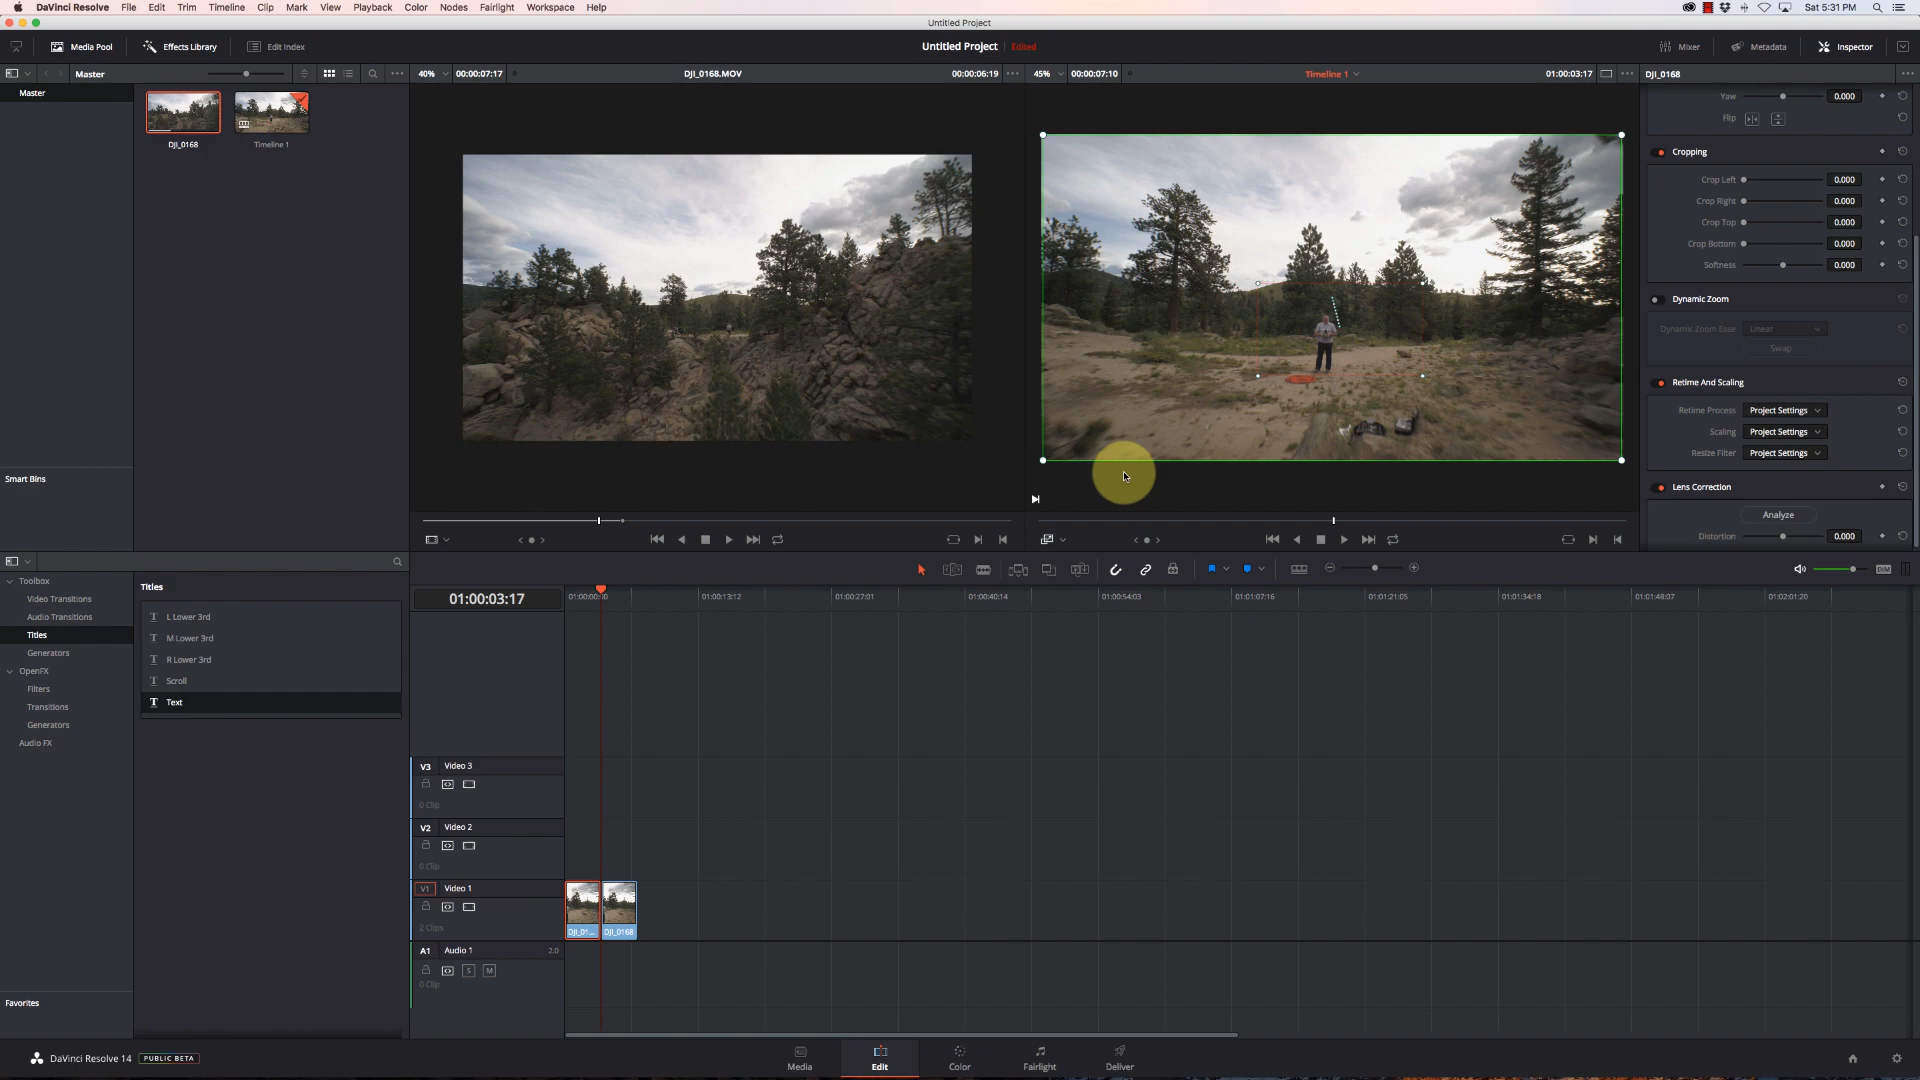 DaVinci Resolve File Edit Trim Timeline Clip Mark View Playback Color Nodes Fairlight Workspace Help Sat 5:31 PM
Untitled Project
Media Pool Effects Library Edit Index Untitled Project Edited Mixer Metadata Inspector
Master 40% 00:00:07:17 DJI_0168.MOV 00:00:06:19 45% 00:00:07:10 Timeline 1 01:00:03:17 DJI_0168
Master
DJI_0168 Timeline 1
Yaw 0.000
Flip
Cropping
Crop Left 0.000
Crop Right 0.000
Crop Top 0.000
Crop Bottom 0.000
Softness 0.000
Dynamic Zoom
Dynamic Zoom Ease Linear
Swap
Retime And Scaling
Retime Process Project Settings
Scaling Project Settings
Resize Filter Project Settings
Lens Correction
Analyze
Distortion 0.000
Smart Bins
Toolbox
Video Transitions
Audio Transitions
Titles
Generators
OpenFX
Filters
Transitions
Generators
Audio FX
Favorites
Titles
L Lower 3rd
M Lower 3rd
R Lower 3rd
Scroll
Text
DIM
01:00:03:17 01:00:13:12 01:00:27:01 01:00:40:14 01:00:54:03 01:01:07:16 01:01:21:05 01:01:34:18 01:01:48:07 01:02:01:20
V3 Video 3
0 Clip
V2 Video 2
0 Clip
V1 Video 1
2 Clips
DJI_01... DJI_0168
A1 Audio 1 2.0
S M
0 Clip
DaVinci Resolve 14 PUBLIC BETA
Media Edit Color Fairlight Deliver